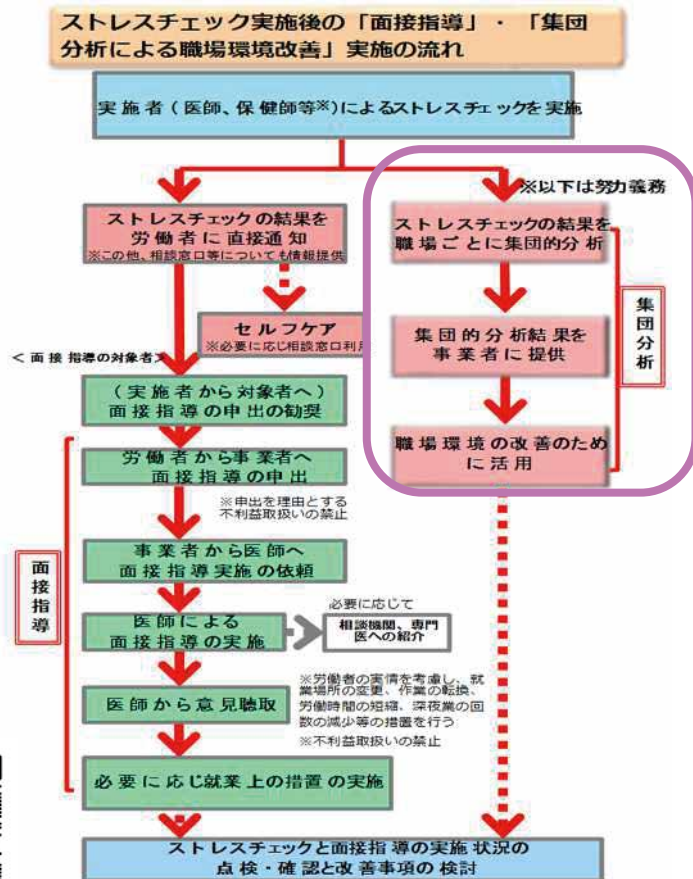 ストレスチェック実施後の「面接指導」・「集団
分析による職場環境改善」実施の流れ
実施者(医師、保健師等※)によるストレスチェックを実施
ストレスチェックの結果を
労働者に直接通知
※この他、相談窓口等についても情報提供
セルフケア
※必要に応じ相談窓口利用
<面接指導の対象者>
(実施者から対象者へ)
面接指導の申出の勧奨
労働者から事業者へ
面接指導の申出
※申出を理由とする
不利益取扱いの禁止
事業者から医師へ
面接指導実施の依頼
医師による
面接指導の実施
必要に応じて
相談機関、専門
医への紹介
医師から意見聴取
※労働者の実情を考慮し、就
業場所の変更、作業の転換、
労働時間の短縮、深夜業の回
数の減少等の措置を行う
※不利益取扱いの禁止
必要に応じ就業上の措置の実施
面接指導
※以下は努力義務
ストレスチェックの結果を
職場ごとに集団的分析
集団的分析結果を
事業者に提供
職場環境の改善のため
に活用
集団分析
ストレスチェックと面接指導の実施状況の
点検・確認と改善事項の検討